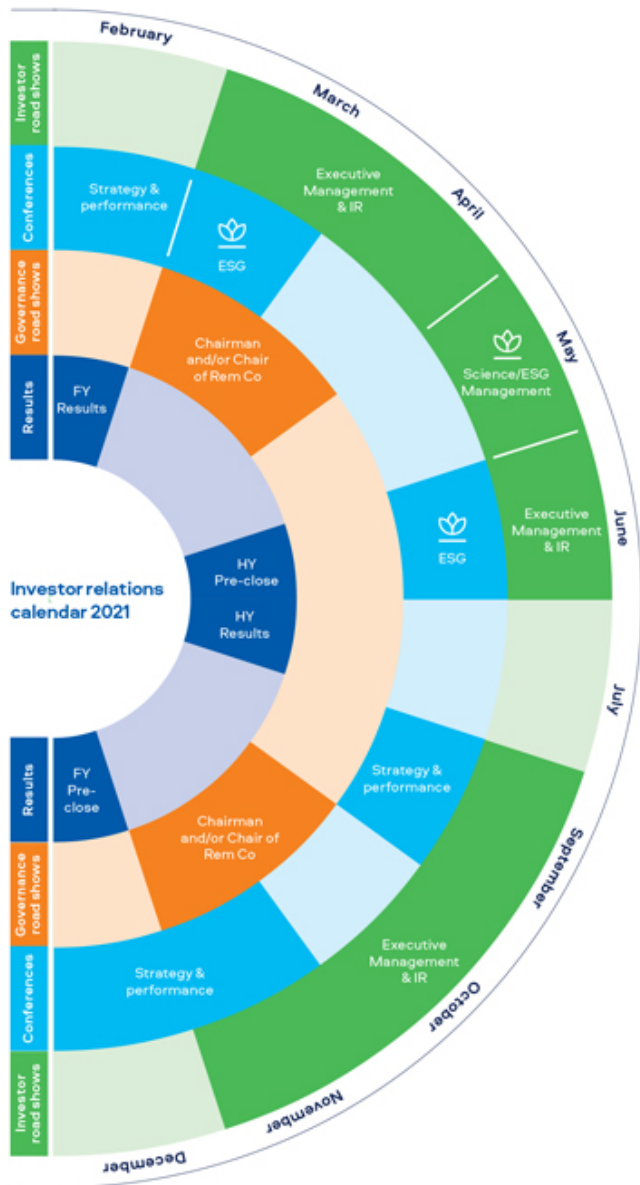 February
March
April
May
June
July
September
October
November
December
Investor
road shows
Conferences
Governance
road shows
Results
Executive
Management
& IR
Strategy &
performance
ESG
Science/ESG
Management
Chairman
and/or Chair
of Rem Co
FY
Results
Executive
Management
& IR
ESG
HY
Pre-close
HY
Results
Investor relations
calendar 2021
Results
Governance
road shows
Conferences
Investor
road shows
FY
Pre-
close
Strategy &
performance
Chairman
and/or Chair of
Rem Co
Executive
Management
& IR
Strategy &
performance